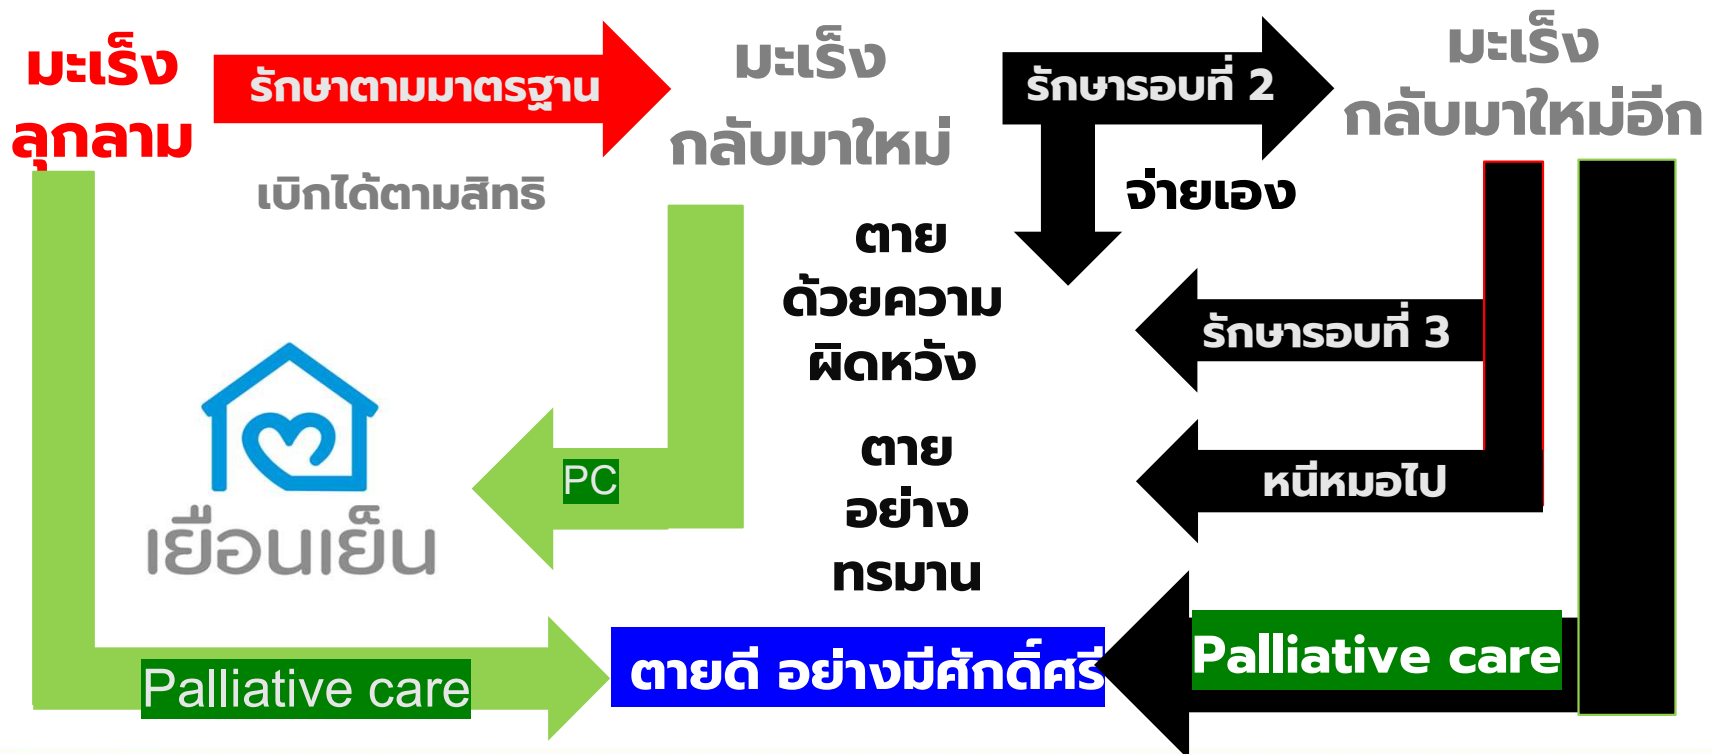 มะเร็ง
ลุกลาม
รักษาตามมาตรฐาน
เบิกได้ตามสิทธิ
มะเร็ง
กลับมาใหม่
รักษารอบที่ 2
จ่ายเอง
มะเร็ง
กลับมาใหม่อีก
ตาย
ด้วยความ
ผิดหวัง
รักษารอบที่ 3
เยือนเย็น
PC
ตาย
อย่าง
ทรมาน
หนีหมอไป
Palliative care
ตายดี อย่างมีศักดิ์ศรี
Palliative care